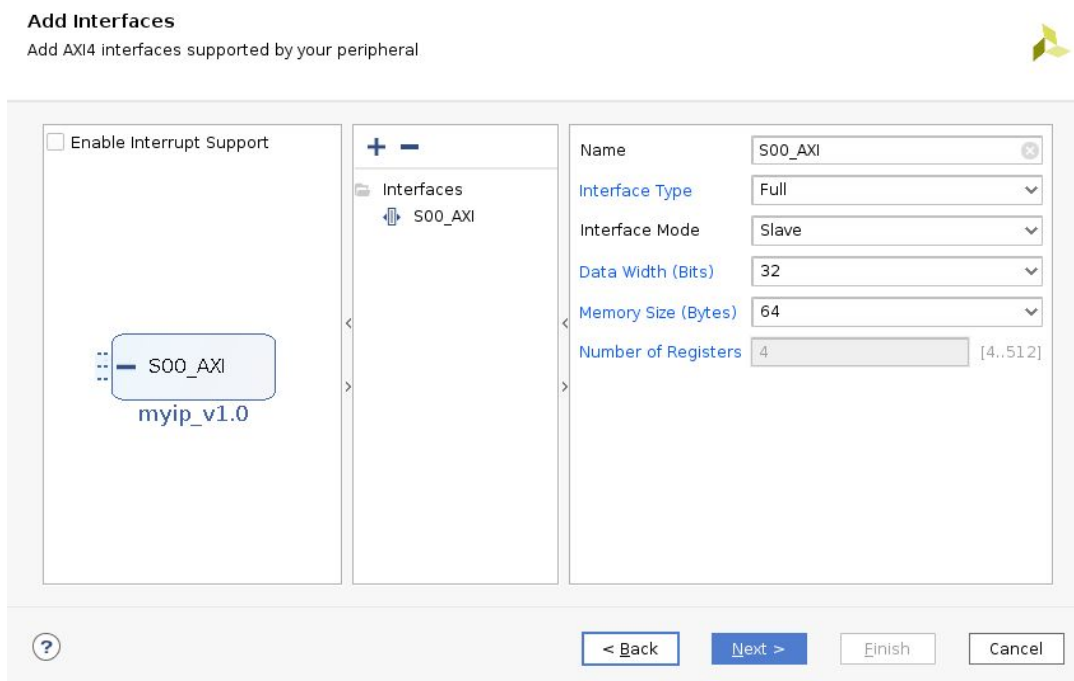 Add Interfaces
Add AXI4 interfaces supported by your peripheral
Enable Interrupt Support
S00_AXI
myip_v1.0
Interfaces
S00_AXI
Name S00_AXI
Interface Type Full
Interface Mode Slave
Data Width (Bits) 32
Memory Size (Bytes) 64
Number of Registers 4 [4..512]
? < Back Next > Finish Cancel